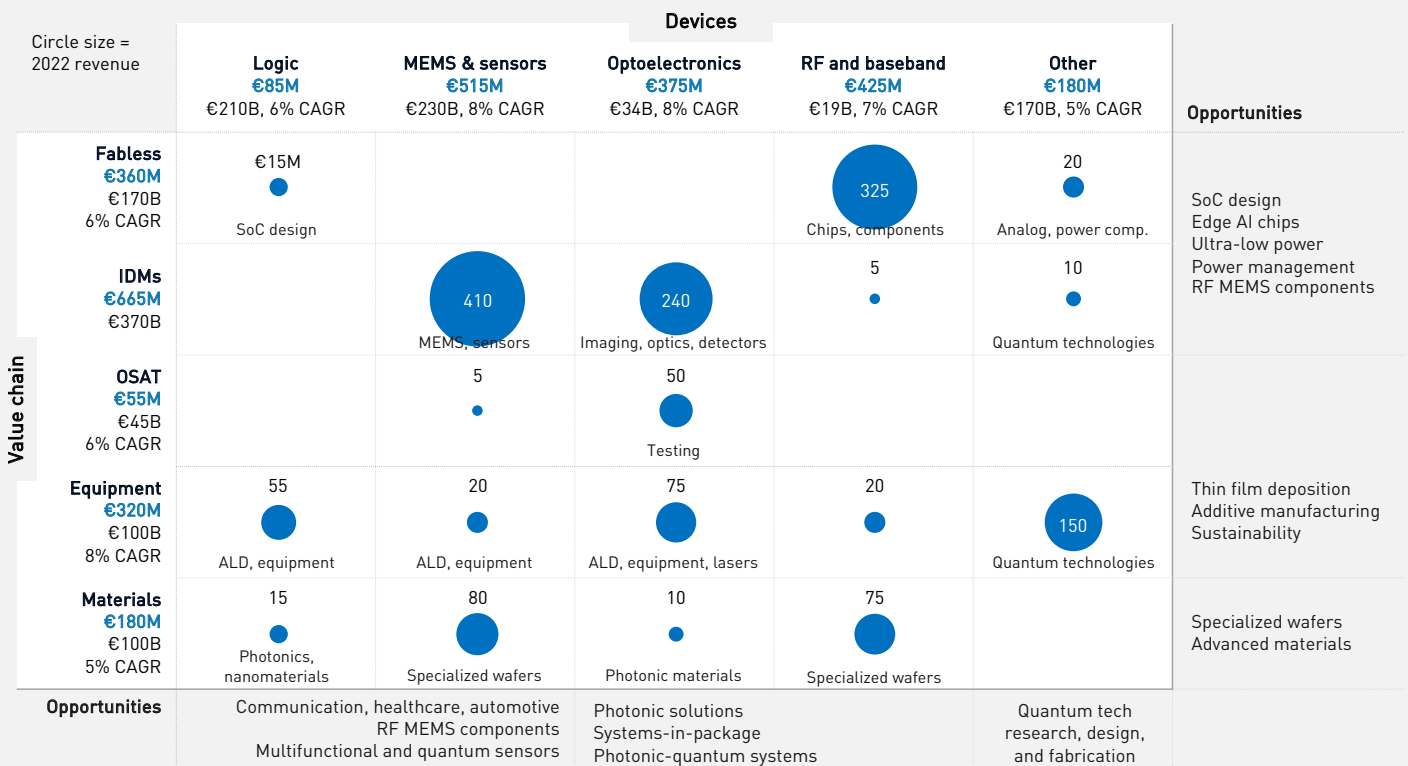 Devices
Circle size =
2022 revenue
Logic
€85M
€210B, 6% CAGR
MEMS & sensors
€515M
€230B, 8% CAGR
Optoelectronics
€375M
€34B, 8% CAGR
RF and baseband
€425M
€19B, 7% CAGR
Other
€180M
€170B, 5% CAGR
Opportunities
Value chain
Fabless
€360M
€170B
6% CAGR
€15M
SoC design
325
Chips, components
20
Analog, power comp.
SoC design
Edge AI chips
Ultra-low power
Power management
RF MEMS components
IDMs
€665M
€370B
410
MEMS, sensors
240
Imaging, optics, detectors
5
10
Quantum technologies
OSAT
€55M
€45B
6% CAGR
5
50
Testing
Equipment
€320M
€100B
8% CAGR
55
ALD, equipment
20
ALD, equipment
75
ALD, equipment, lasers
20
150
Quantum technologies
Thin film deposition
Additive manufacturing
Sustainability
Materials
€180M
€100B
5% CAGR
15
Photonics,
nanomaterials
80
Specialized wafers
10
Photonic materials
75
Specialized wafers
Specialized wafers
Advanced materials
Opportunities
Communication, healthcare, automotive
RF MEMS components
Multifunctional and quantum sensors
Photonic solutions
Systems-in-package
Photonic-quantum systems
Quantum tech
research, design,
and fabrication